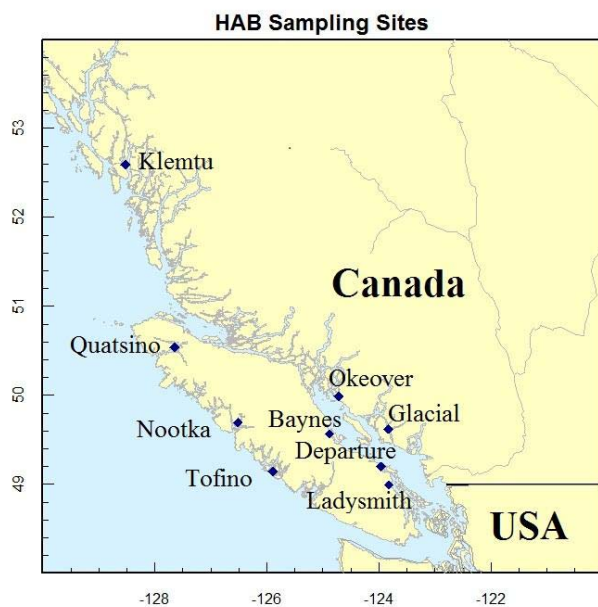 HAB Sampling Sites
53
Klemtu
52
51
Canada
Quatsino
50
Okeover
Baynes
Glacial
Nootka
Departure
Tofino
49
Ladysmith
USA
-128
-126
-124
-122